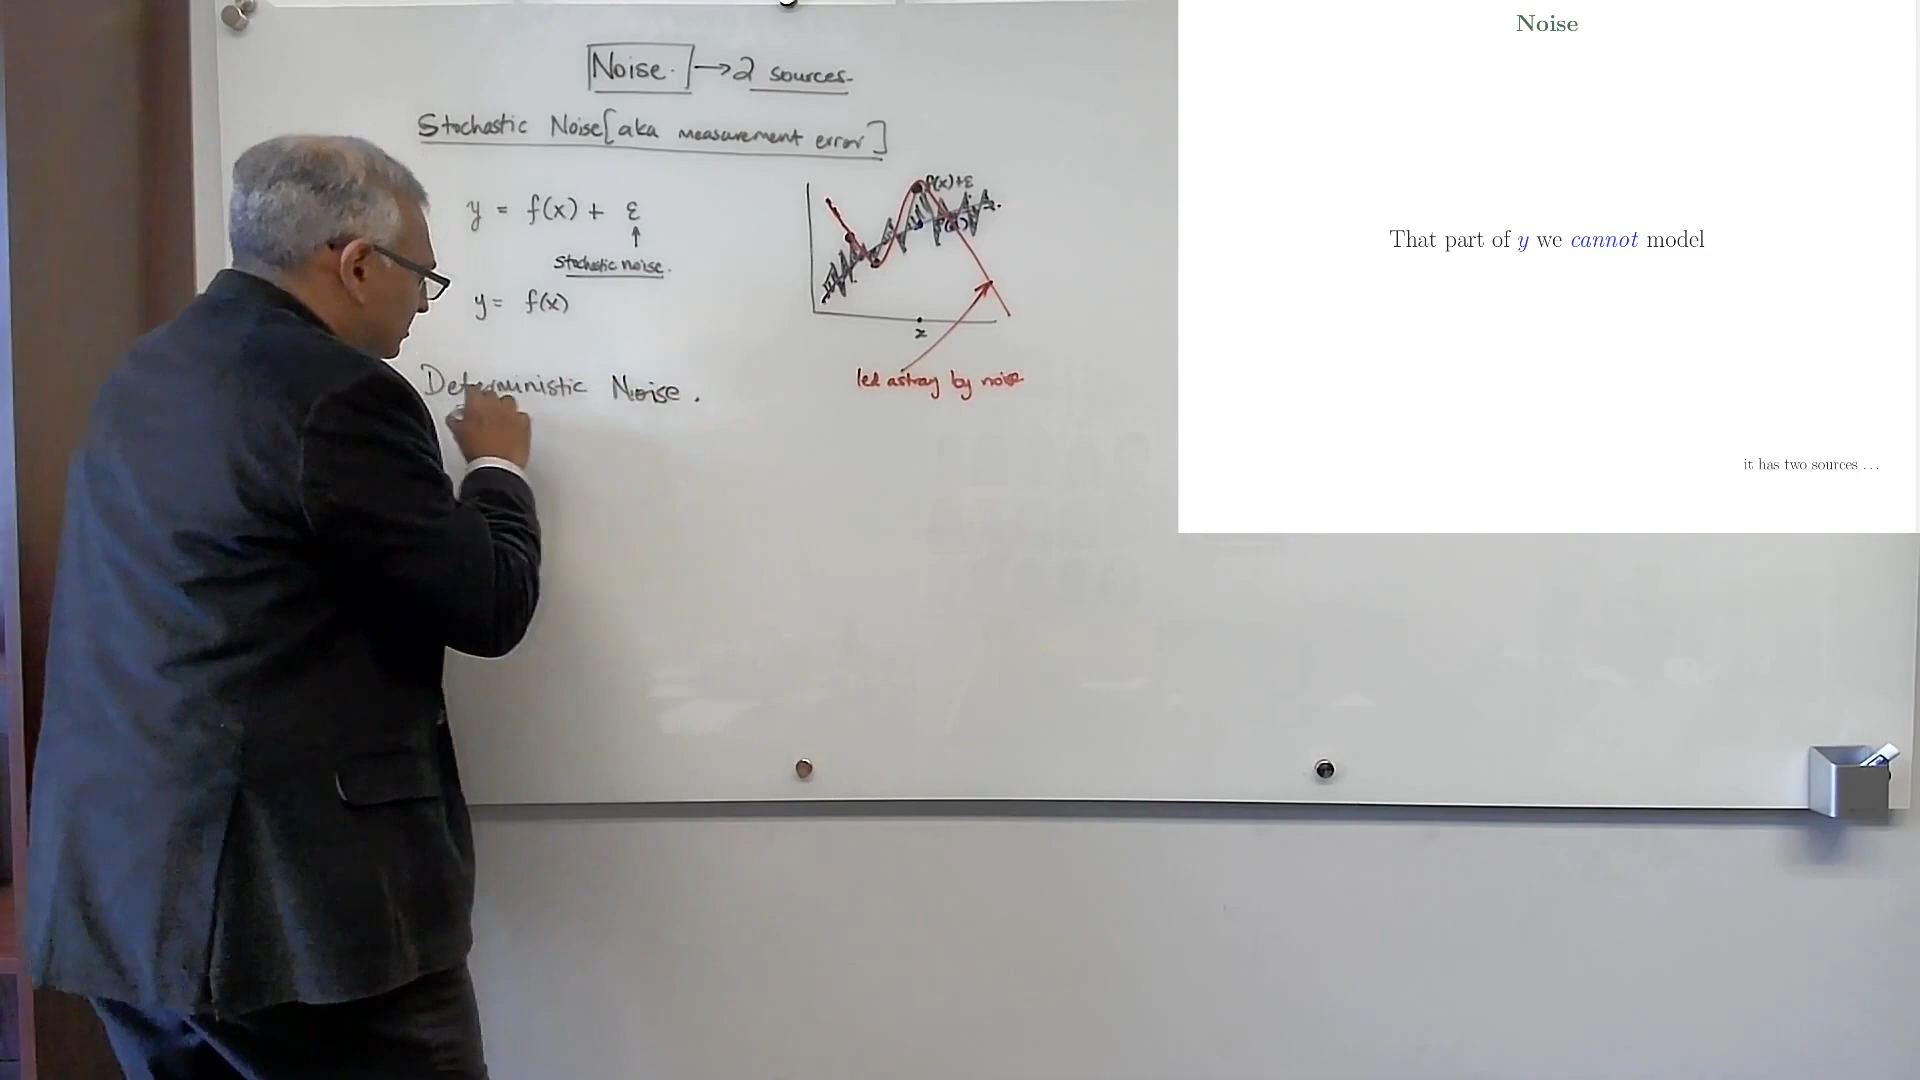 Noise. → 2 sources.
Stochastic Noise [aka measurement error]
y = f(x) + ε
↑
stochastic noise.
y = f(x)
f(x)+ε
x
led astray by noise
Deterministic Noise.
Noise
That part of y we cannot model
it has two sources ...